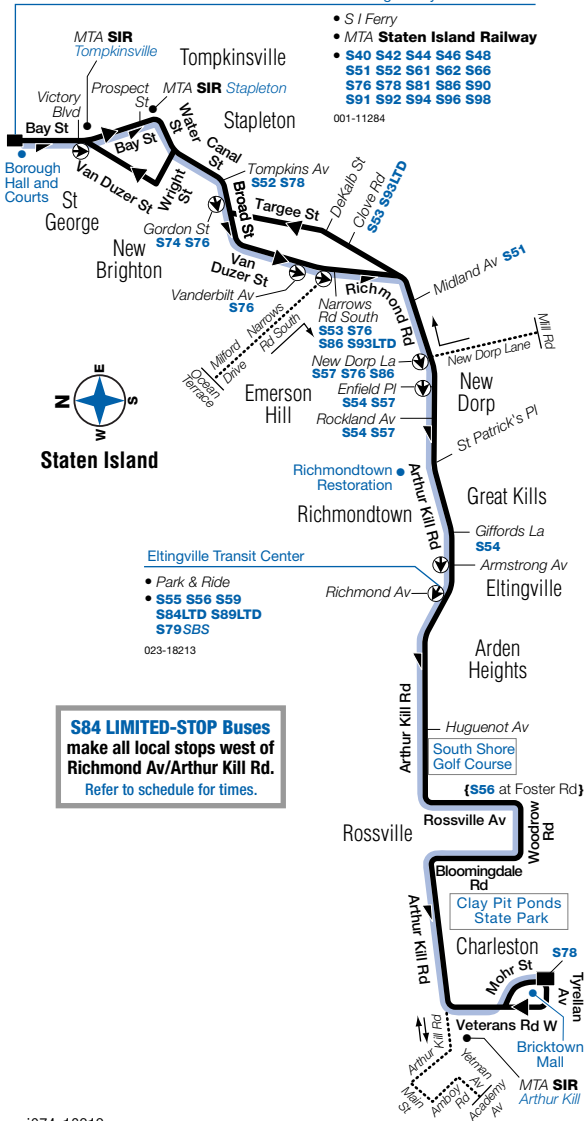 • S I Ferry
• MTA Staten Island Railway
• S40 S42 S44 S46 S48
S51 S52 S61 S62 S66
S76 S78 S81 S86 S90
S91 S92 S94 S96 S98
001-11284
MTA SIR
Tompkinsville
Tompkinsville
Prospect
St
MTA SIR Stapleton
Stapleton
Victory
Blvd
Bay St
Bay St
Water
St
Canal
St
Borough
Hall and
Courts
Van Duzer St
Wright
St
St
George
Tompkins Av
S52 S78
Broad St
Targee St
DeKalb St
Clove Rd
S53 S93LTD
Gordon St
S74 S76
New
Brighton
Van
Duzer St
Richmond Rd
Midland Av S51
Vanderbilt Av
S76
Narrows
Rd South
S53 S76
S86 S93LTD
Milford
Drive
Narrows
Rd South
Ocean
Terrace
Mill Rd
New Dorp Lane
New Dorp La
S57 S76 S86
New
Dorp
Enfield Pl
S54 S57
Emerson
Hill
Rockland Av
S54 S57
St Patrick's Pl
N
E
S
W
Staten Island
Richmondtown
Restoration
Arthur Kill Rd
Great Kills
Richmondtown
Giffords La
S54
Armstrong Av
Eltingville
Eltingville Transit Center
• Park & Ride
• S55 S56 S59
S84LTD S89LTD
S79SBS
023-18213
Richmond Av
Arden
Heights
Arthur Kill Rd
Huguenot Av
S84 LIMITED-STOP Buses
make all local stops west of
Richmond Av/Arthur Kill Rd.
Refer to schedule for times.
South Shore
Golf Course
{S56 at Foster Rd}
Rossville Av
Woodrow
Rd
Rossville
Bloomingdale
Rd
Arthur Kill Rd
Clay Pit Ponds
State Park
Charleston
S78
Mohr St
Tyrellan
Av
Veterans Rd W
Bricktown
Mall
Arthur
Kill Rd
MTA SIR
Arthur Kill
Main
St
Amboy
Rd
Yetman
Av
Academy
Av